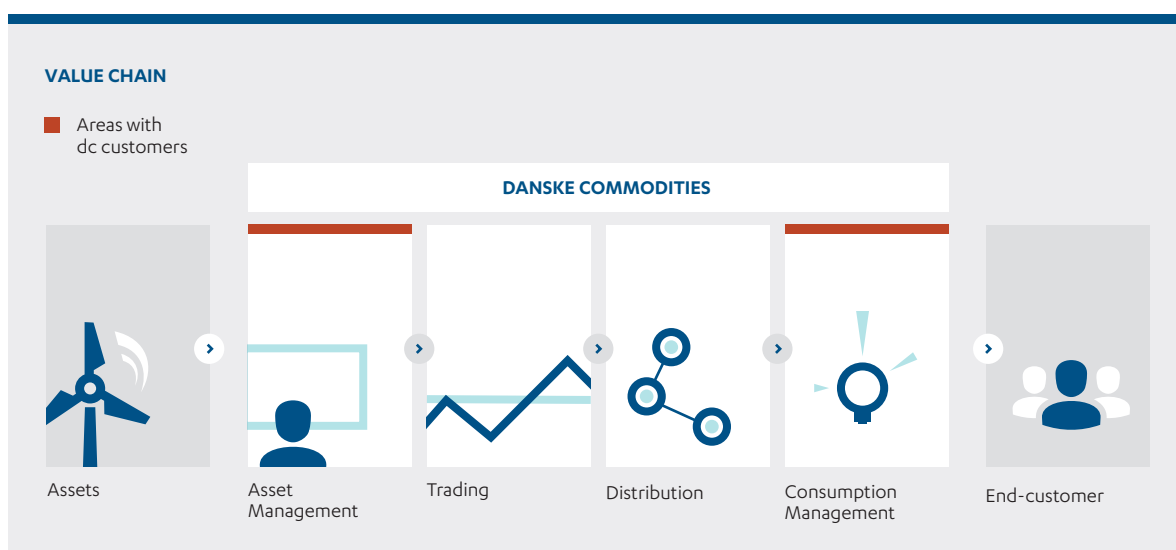 VALUE CHAIN
Areas with
dc customers
DANSKE COMMODITIES
Assets
Asset
Management
Trading
Distribution
Consumption
Management
End-customer